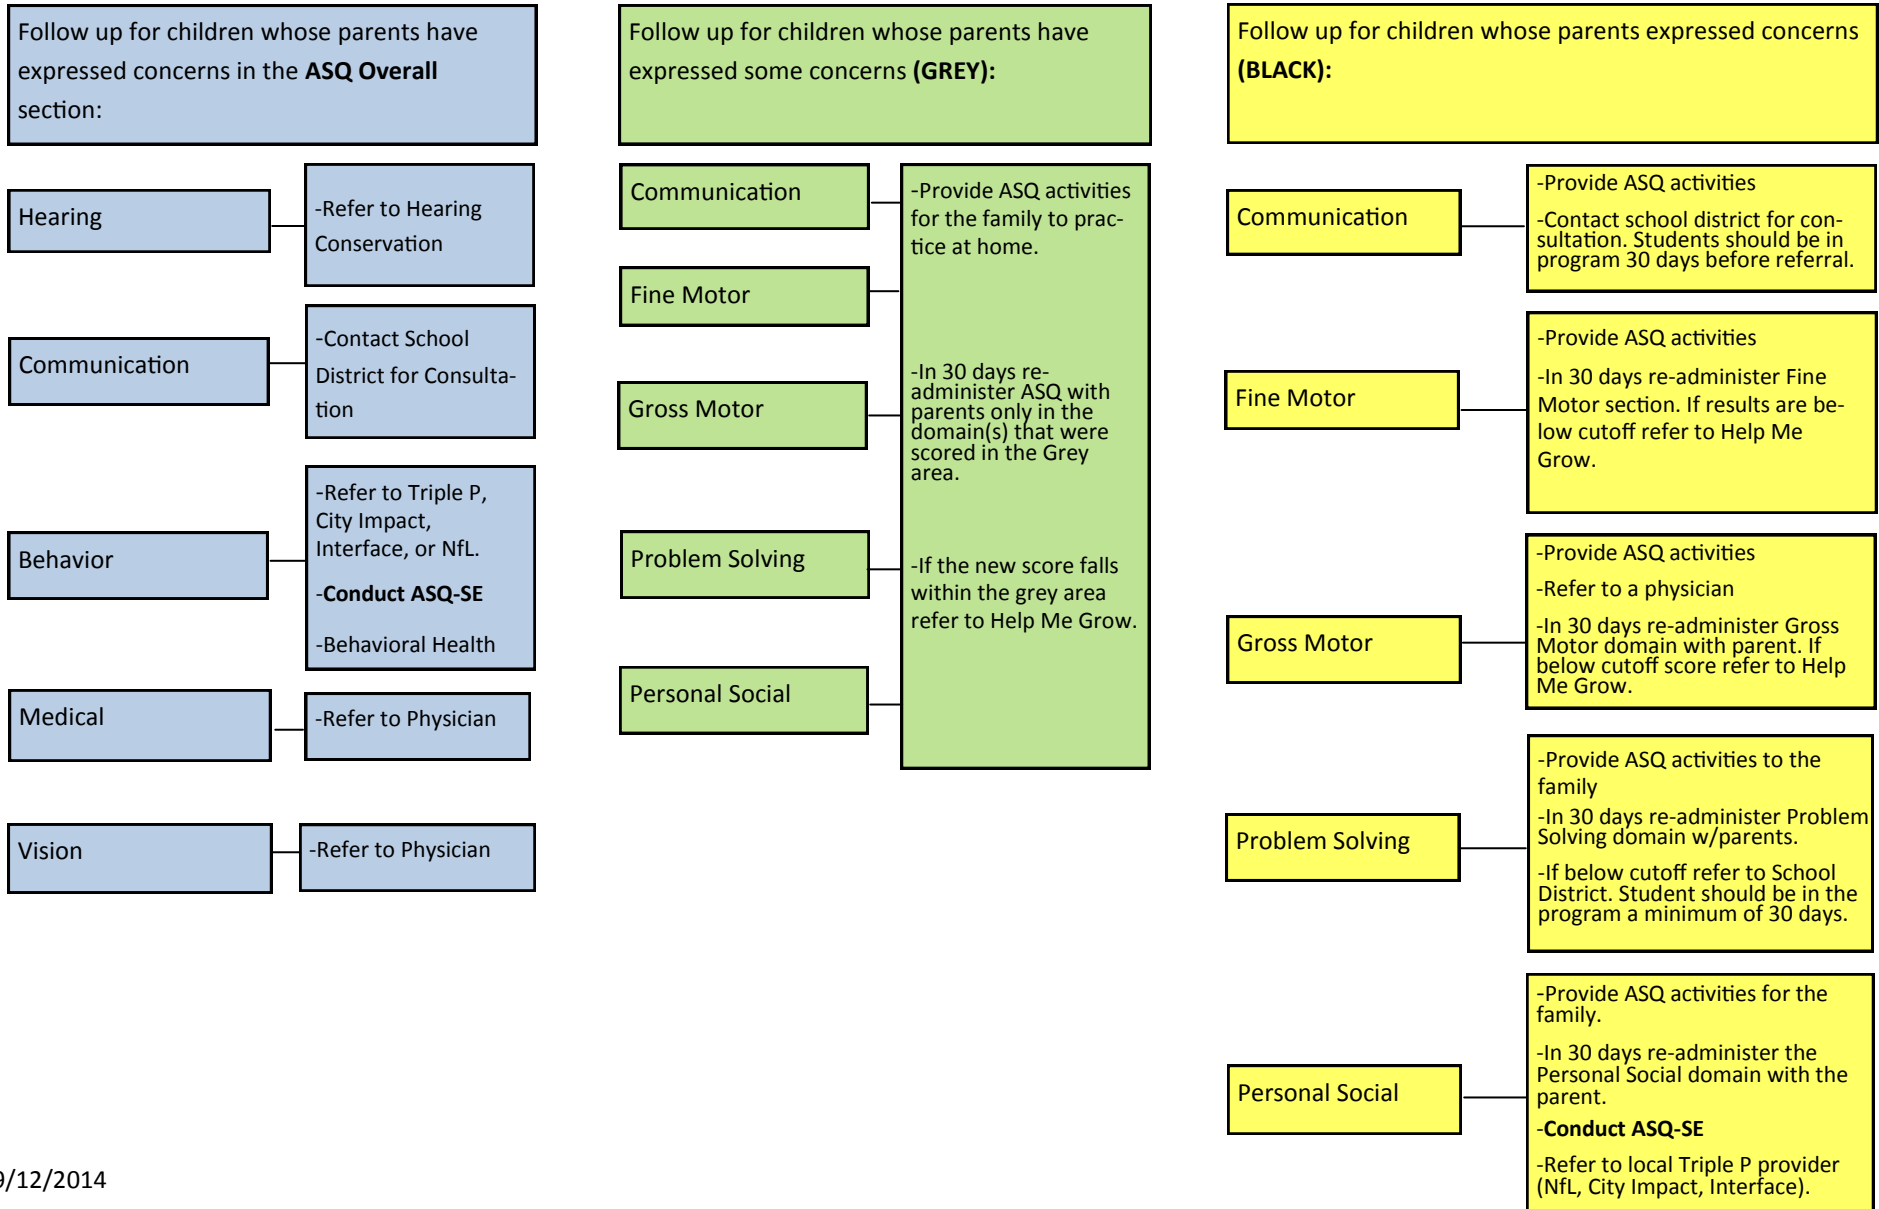 Follow up for children whose parents have
expressed concerns in the ASQ Overall
section:
Hearing
-Refer to Hearing
Conservation
Communication
-Contact School
District for Consulta-
tion
Behavior
-Refer to Triple P,
City Impact,
Interface, or NfL.
-Conduct ASQ-SE
-Behavioral Health
Medical
-Refer to Physician
Vision
-Refer to Physician
Follow up for children whose parents have
expressed some concerns (GREY):
Communication
Fine Motor
Gross Motor
Problem Solving
Personal Social
-Provide ASQ activities
for the family to prac-
tice at home.
-In 30 days re-
administer ASQ with
parents only in the
domain(s) that were
scored in the Grey
area.
-If the new score falls
within the grey area
refer to Help Me Grow.
Follow up for children whose parents expressed concerns
(BLACK):
Communication
-Provide ASQ activities
-Contact school district for con-
sultation. Students should be in
program 30 days before referral.
Fine Motor
-Provide ASQ activities
-In 30 days re-administer Fine
Motor section. If results are be-
low cutoff refer to Help Me
Grow.
Gross Motor
-Provide ASQ activities
-Refer to a physician
-In 30 days re-administer Gross
Motor domain with parent. If
below cutoff score refer to Help
Me Grow.
Problem Solving
-Provide ASQ activities to the
family
-In 30 days re-administer Problem
Solving domain w/parents.
-If below cutoff refer to School
District. Student should be in the
program a minimum of 30 days.
Personal Social
-Provide ASQ activities for the
family.
-In 30 days re-administer the
Personal Social domain with the
parent.
-Conduct ASQ-SE
-Refer to local Triple P provider
(NfL, City Impact, Interface).
9/12/2014